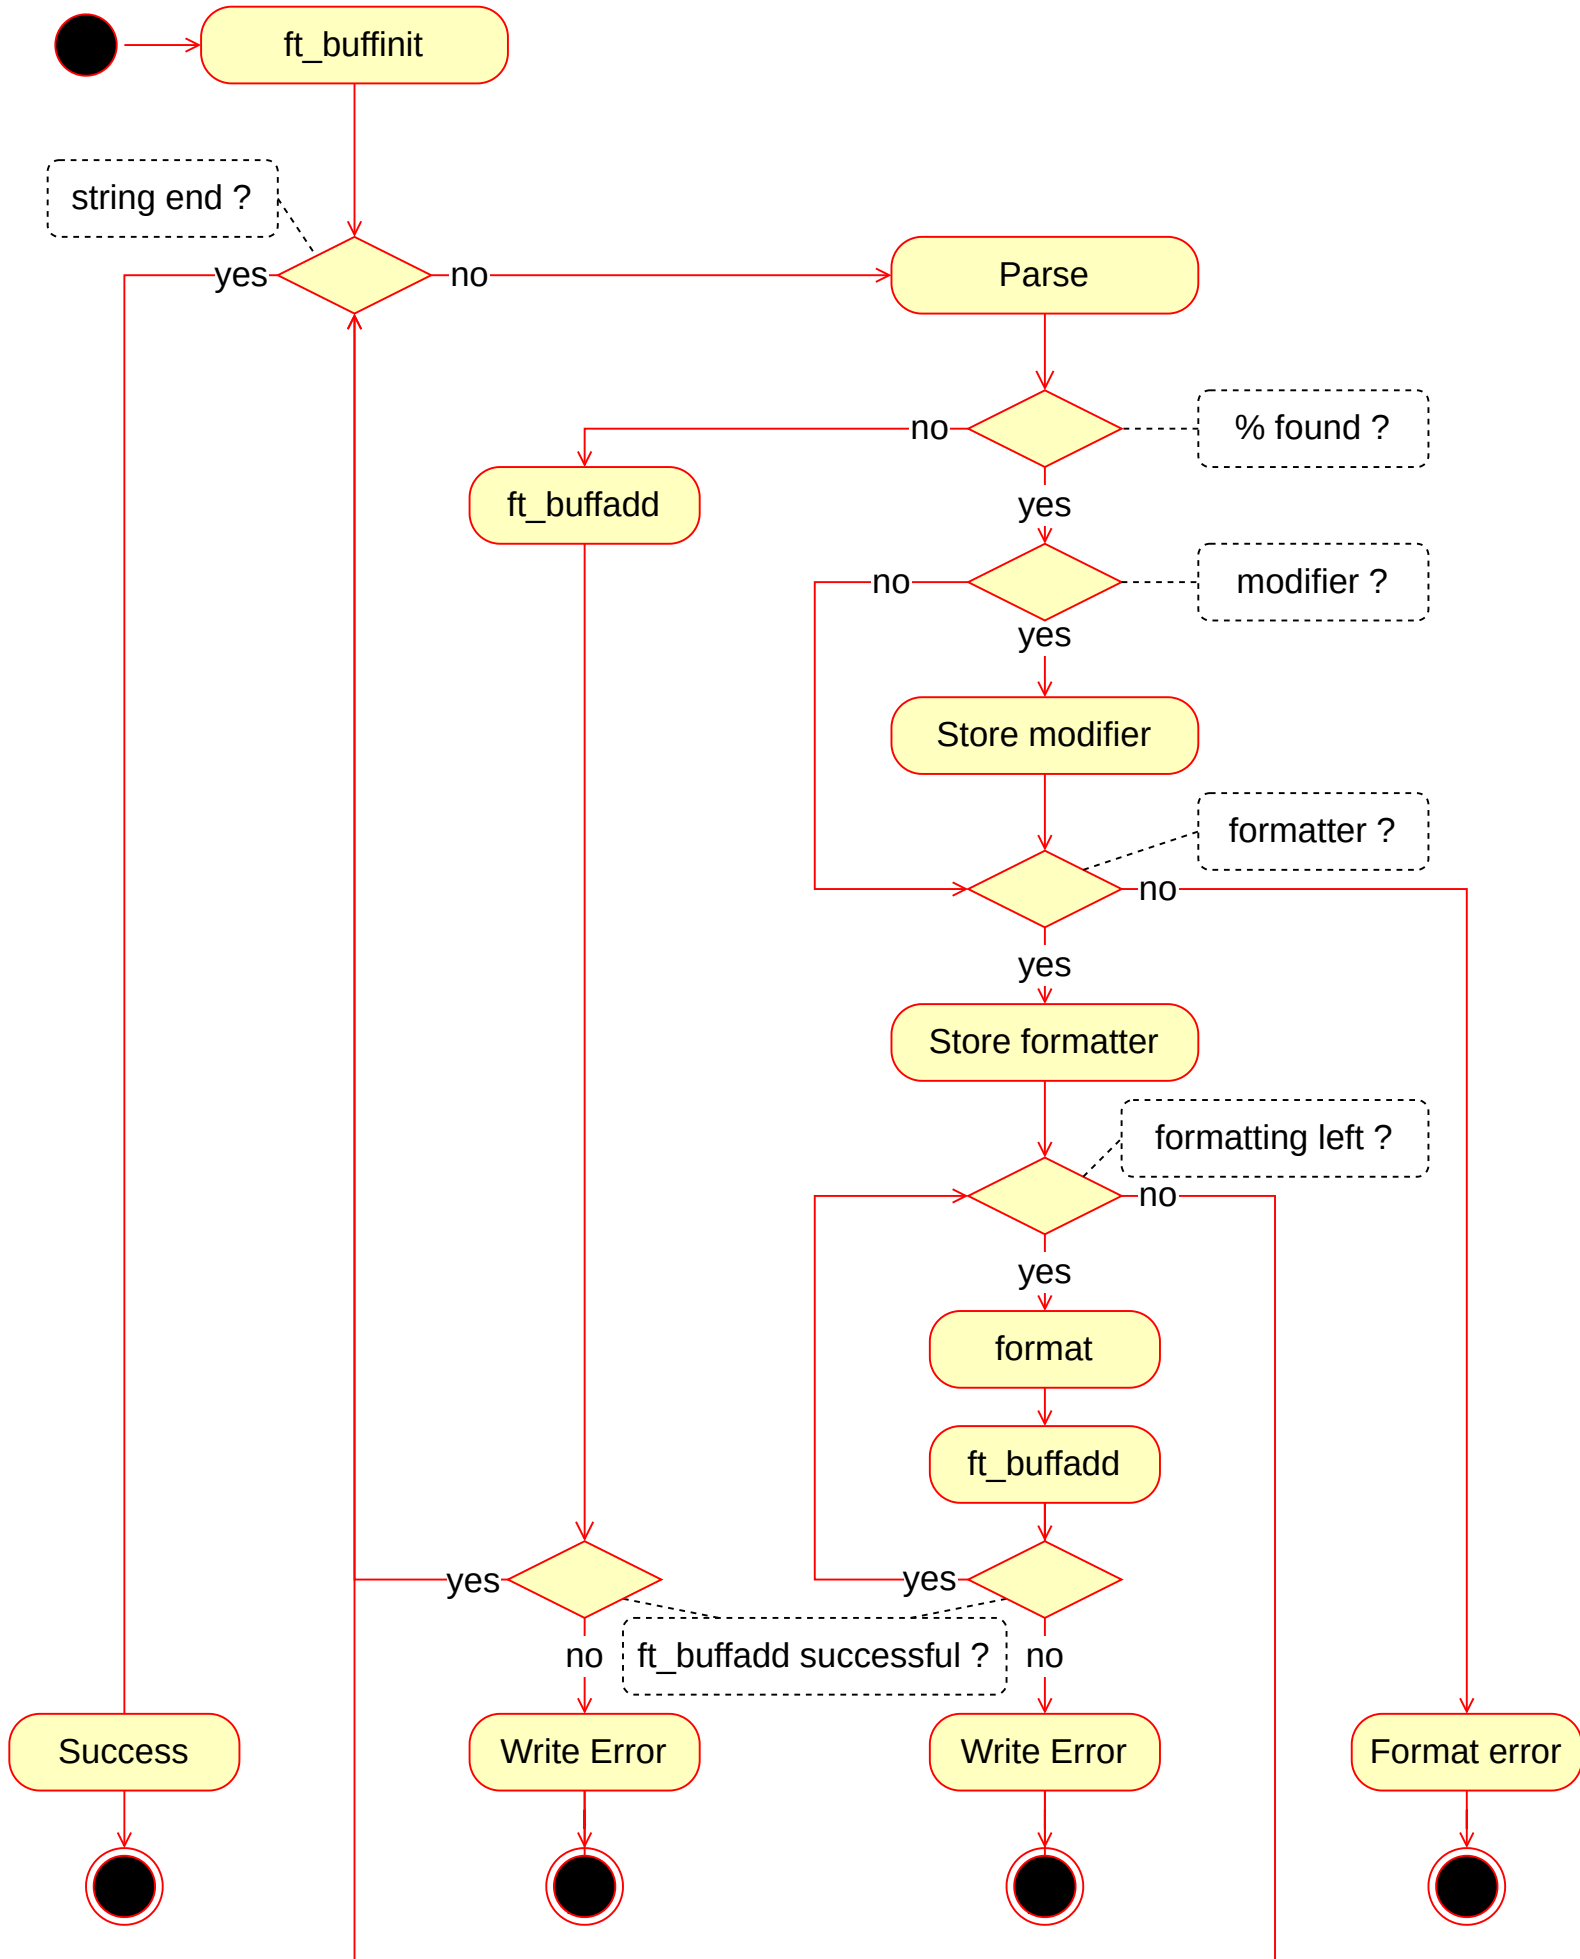 ft_buffinit
string end ?
yes
no
Parse
no
% found ?
ft_buffadd
yes
no
modifier ?
yes
Store modifier
formatter ?
no
yes
Store formatter
formatting left ?
no
yes
format
ft_buffadd
yes
yes
no
ft_buffadd successful ?
no
Success
Write Error
Write Error
Format error